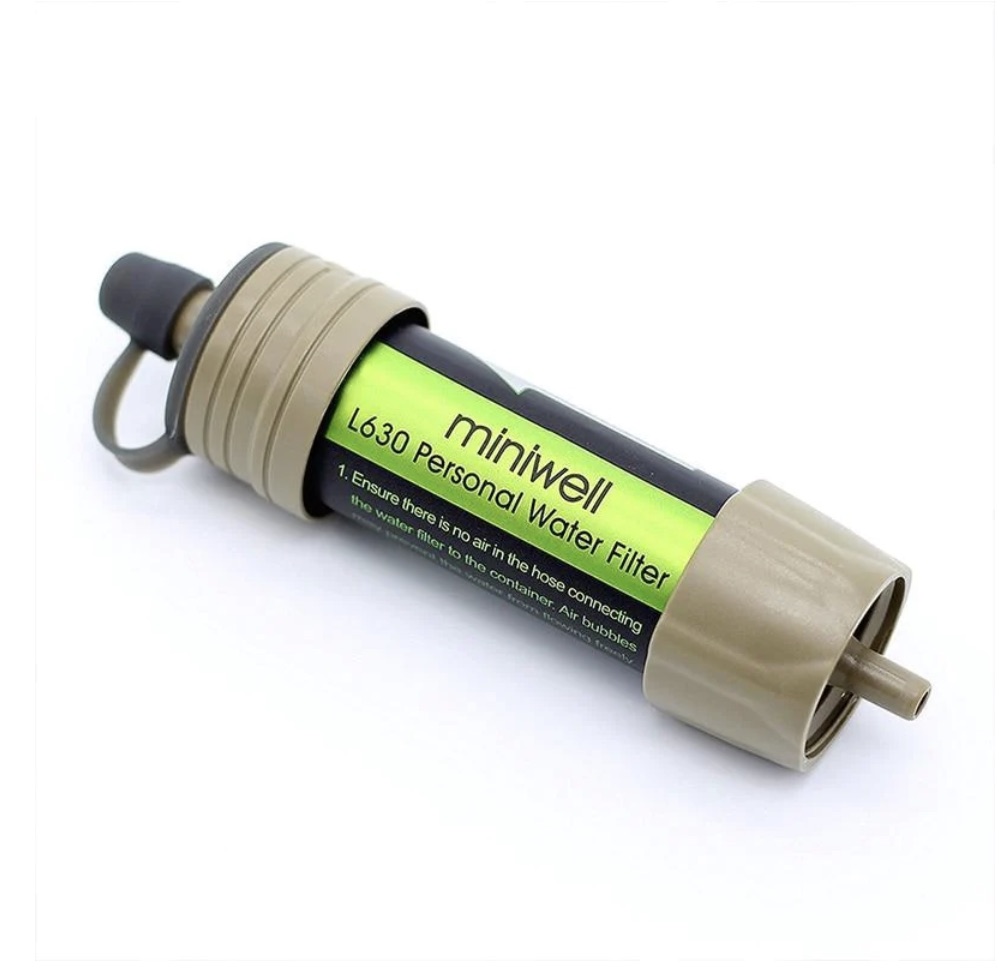 miniwell
L630 Personal Water Filter
1. Ensure there is no air in the hose connecting
the water filter to the container. Air bubbles
may prevent the water from flowing freely